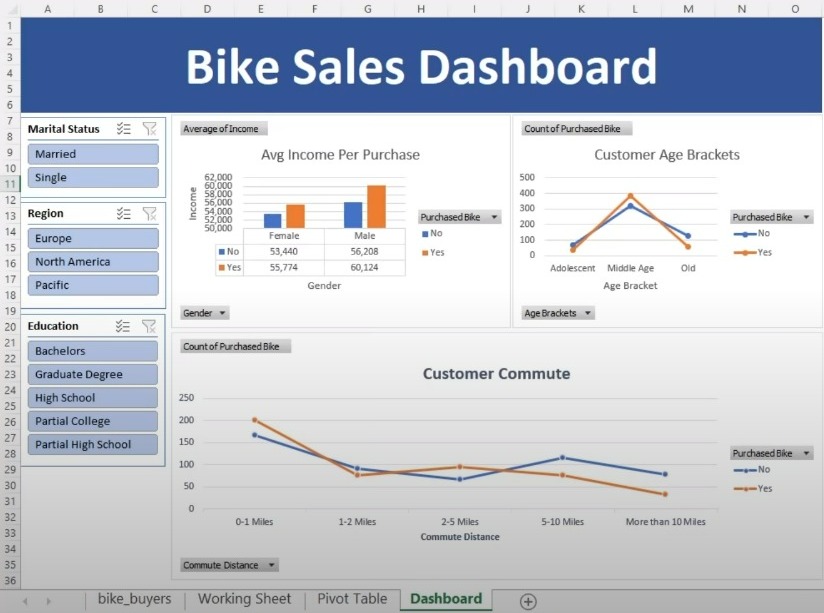 A B C D E F G H I J K L M N O
1
2
3
4
5
6
7
8
9
10
11
12
13
14
15
16
17
18
19
20
21
22
23
24
25
26
27
28
29
30
31
32
33
34
35
36
Bike Sales Dashboard
Marital Status
Married
Single
Region
Europe
North America
Pacific
Education
Bachelors
Graduate Degree
High School
Partial College
Partial High School
Average of Income
Avg Income Per Purchase
Income
62,000
60,000
58,000
56,000
54,000
52,000
50,000
Female Male
No 53,440 56,208
Yes 55,774 60,124
Gender
Purchased Bike
No
Yes
Gender
Count of Purchased Bike
Customer Age Brackets
500
400
300
200
100
0
Adolescent Middle Age Old
Age Bracket
Purchased Bike
No
Yes
Age Brackets
Count of Purchased Bike
Customer Commute
250
200
150
100
50
0
0-1 Miles 1-2 Miles 2-5 Miles 5-10 Miles More than 10 Miles
Commute Distance
Purchased Bike
No
Yes
Commute Distance
bike_buyers Working Sheet Pivot Table Dashboard